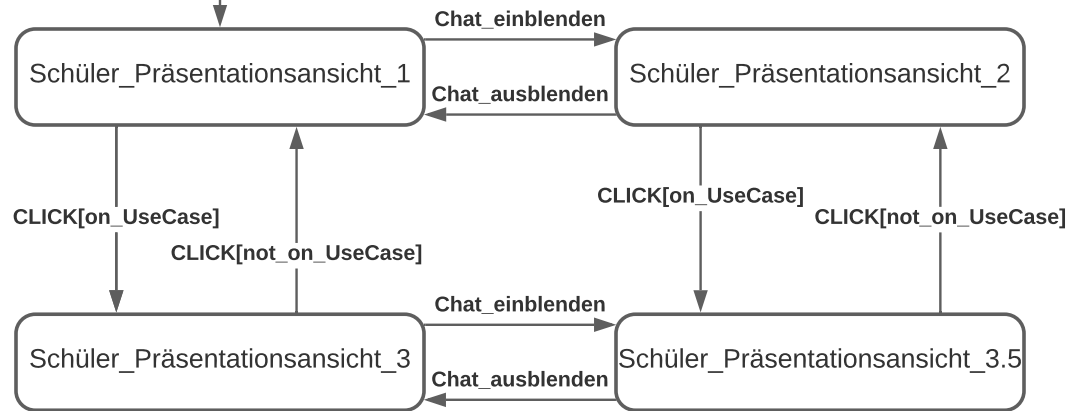 Chat_einblenden
Schüler_Präsentationsansicht_1
Schüler_Präsentationsansicht_2
Chat_ausblenden
CLICK[on_UseCase]
CLICK[on_UseCase]
CLICK[not_on_UseCase]
CLICK[not_on_UseCase]
Chat_einblenden
Schüler_Präsentationsansicht_3
Schüler_Präsentationsansicht_3.5
Chat_ausblenden